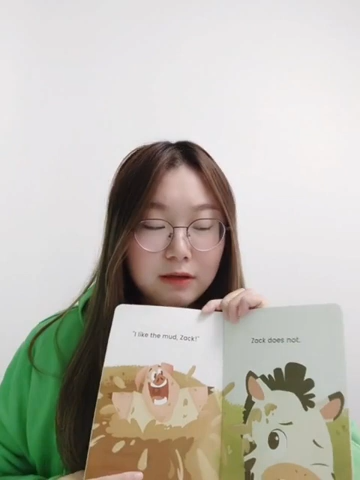 "I like the mud, Zack!"
Zack does not.